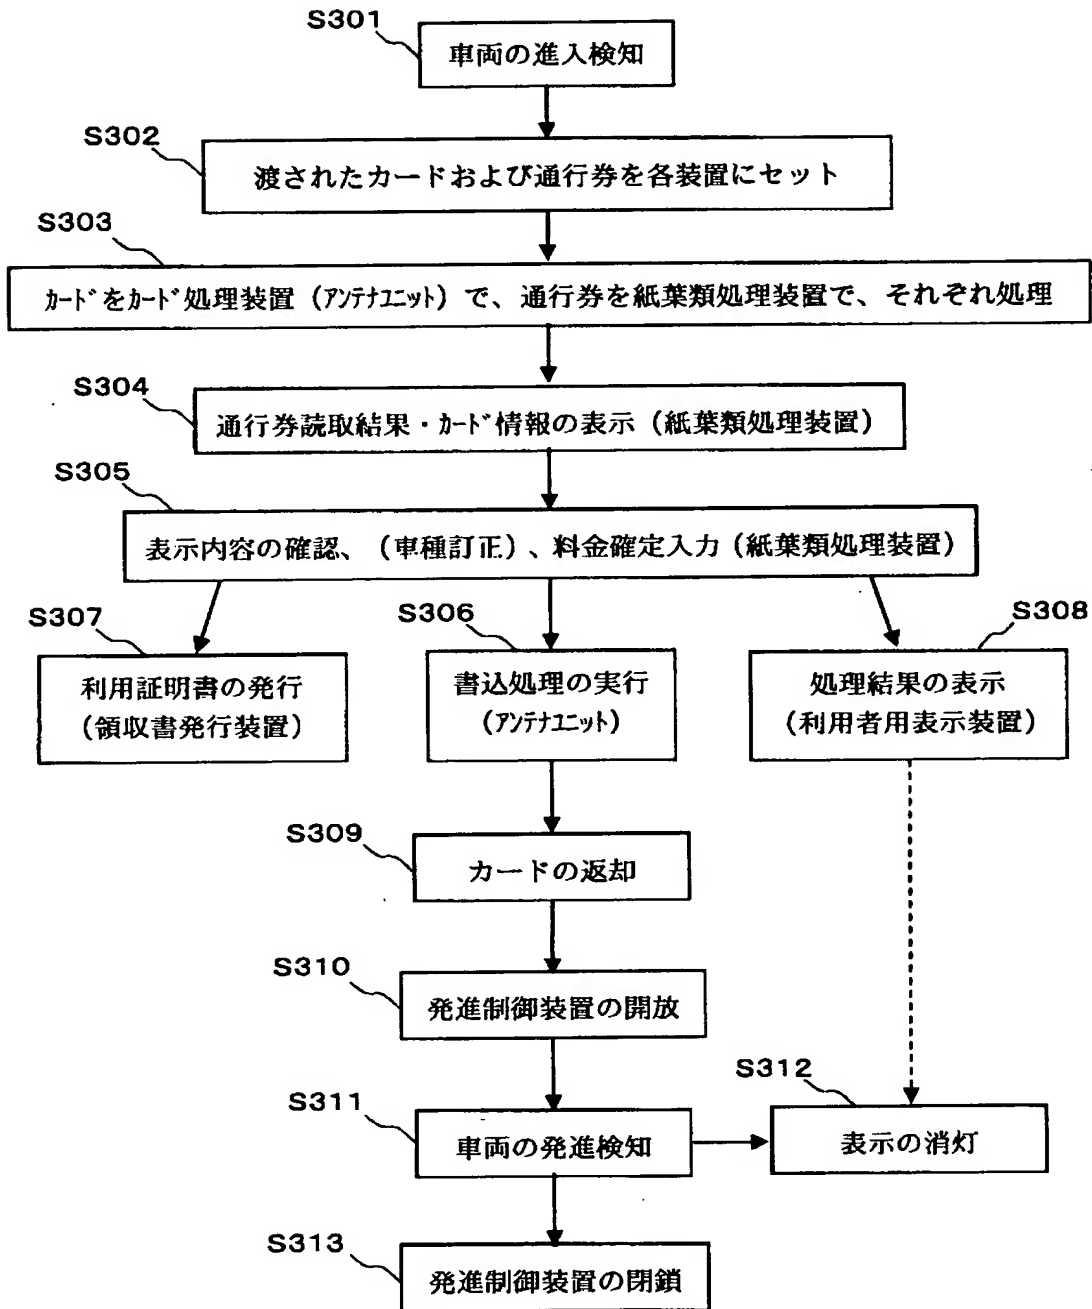 S301
車両の進入検知
S302
渡されたカードおよび通行券を各装置にセット
S303
ｶｰﾄﾞをｶｰﾄﾞ処理装置（ｱﾝﾃﾅﾕﾆｯﾄ）で、通行券を紙葉類処理装置で、それぞれ処理
S304
通行券読取結果・ｶｰﾄﾞ情報の表示（紙葉類処理装置）
S305
表示内容の確認、（車種訂正）、料金確定入力（紙葉類処理装置）
S307
利用証明書の発行
（領収書発行装置）
S306
書込処理の実行
（ｱﾝﾃﾅﾕﾆｯﾄ）
S308
処理結果の表示
（利用者用表示装置）
S309
カードの返却
S310
発進制御装置の開放
S311
車両の発進検知
S312
表示の消灯
S313
発進制御装置の閉鎖